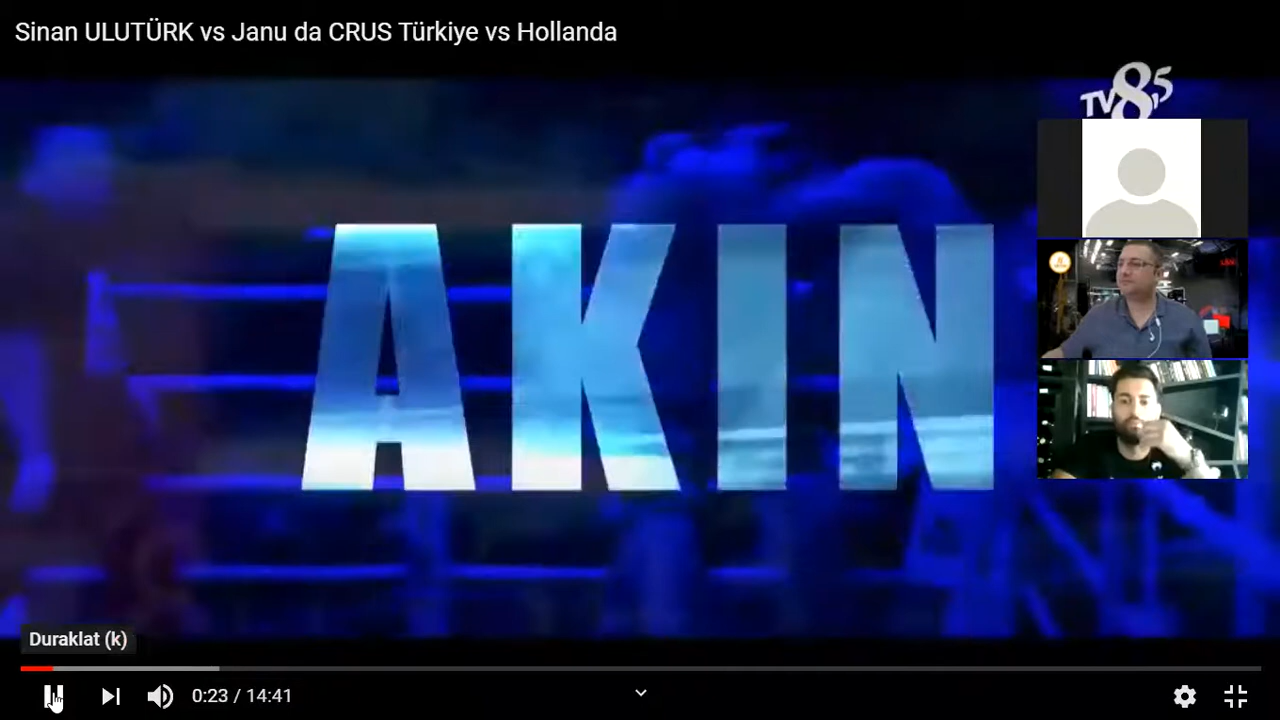 Sinan ULUTÜRK vs Janu da CRUS Türkiye vs Hollanda
TV8,5
AKIN
Duraklat (k)
0:23 / 14:41